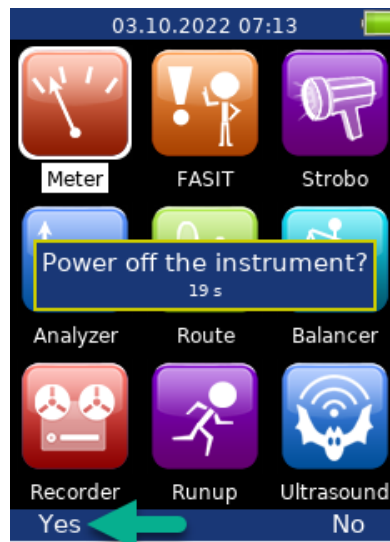 03.10.2022 07:13
Meter FASIT Strobo
Power off the instrument?
19 s
Analyzer Route Balancer
Recorder Runup Ultrasound
Yes No